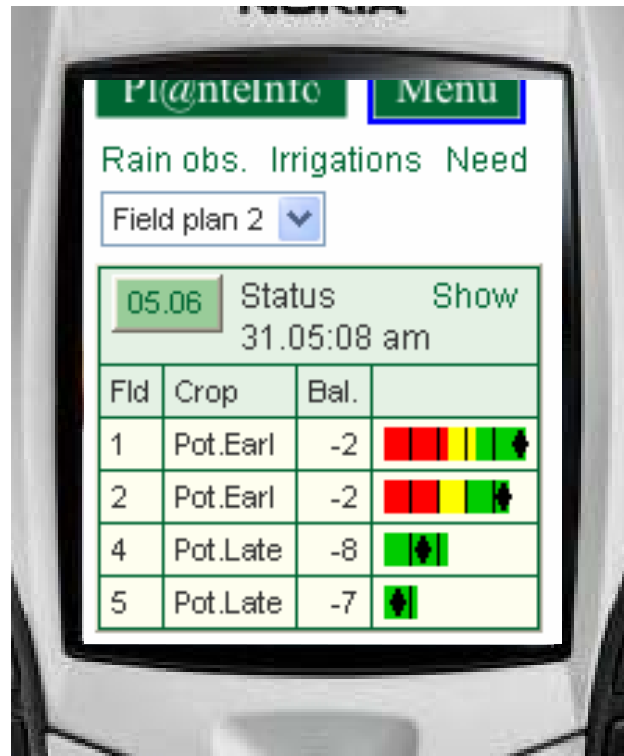 NOKIA
Pl@nteInfo Menu
Rain obs. Irrigations Need
Field plan 2
05.06 Status Show
31.05:08 am
Fld Crop Bal.
1 Pot.Earl -2
2 Pot.Earl -2
4 Pot.Late -8
5 Pot.Late -7